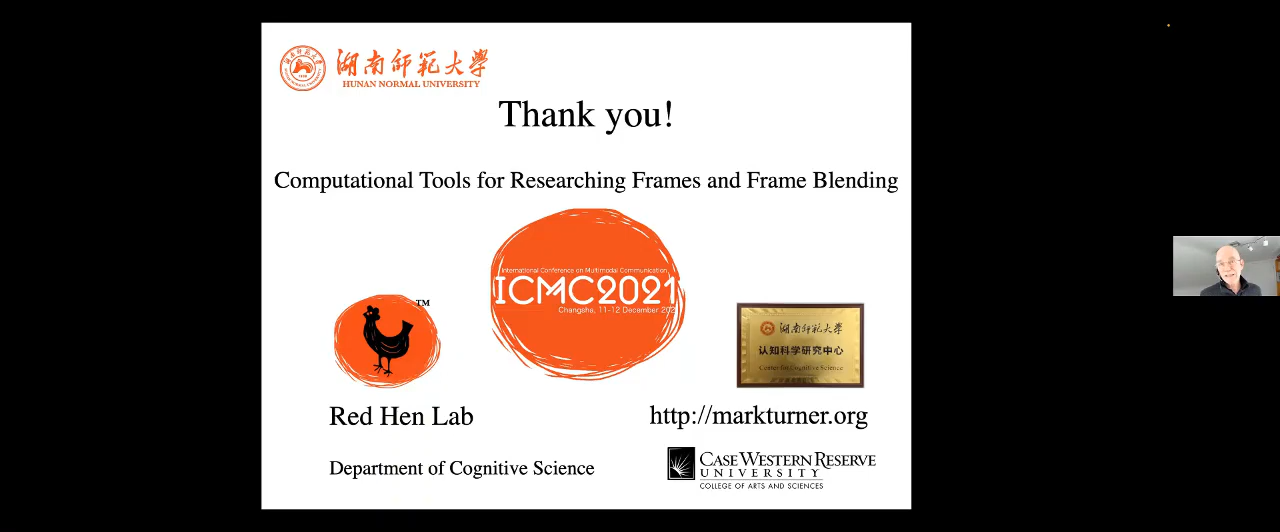 湖南师范大學
HUNAN NORMAL UNIVERSITY
Thank you!
Computational Tools for Researching Frames and Frame Blending
International Conference on Multimodal Communication
ICMC2021
Changsha, 11-12 December 202
TM
湖南师范大學
认知科学研究中心
Center for Cognitive Science
Red Hen Lab
http://markturner.org
Department of Cognitive Science
CASE WESTERN RESERVE
UNIVERSITY
COLLEGE OF ARTS AND SCIENCES